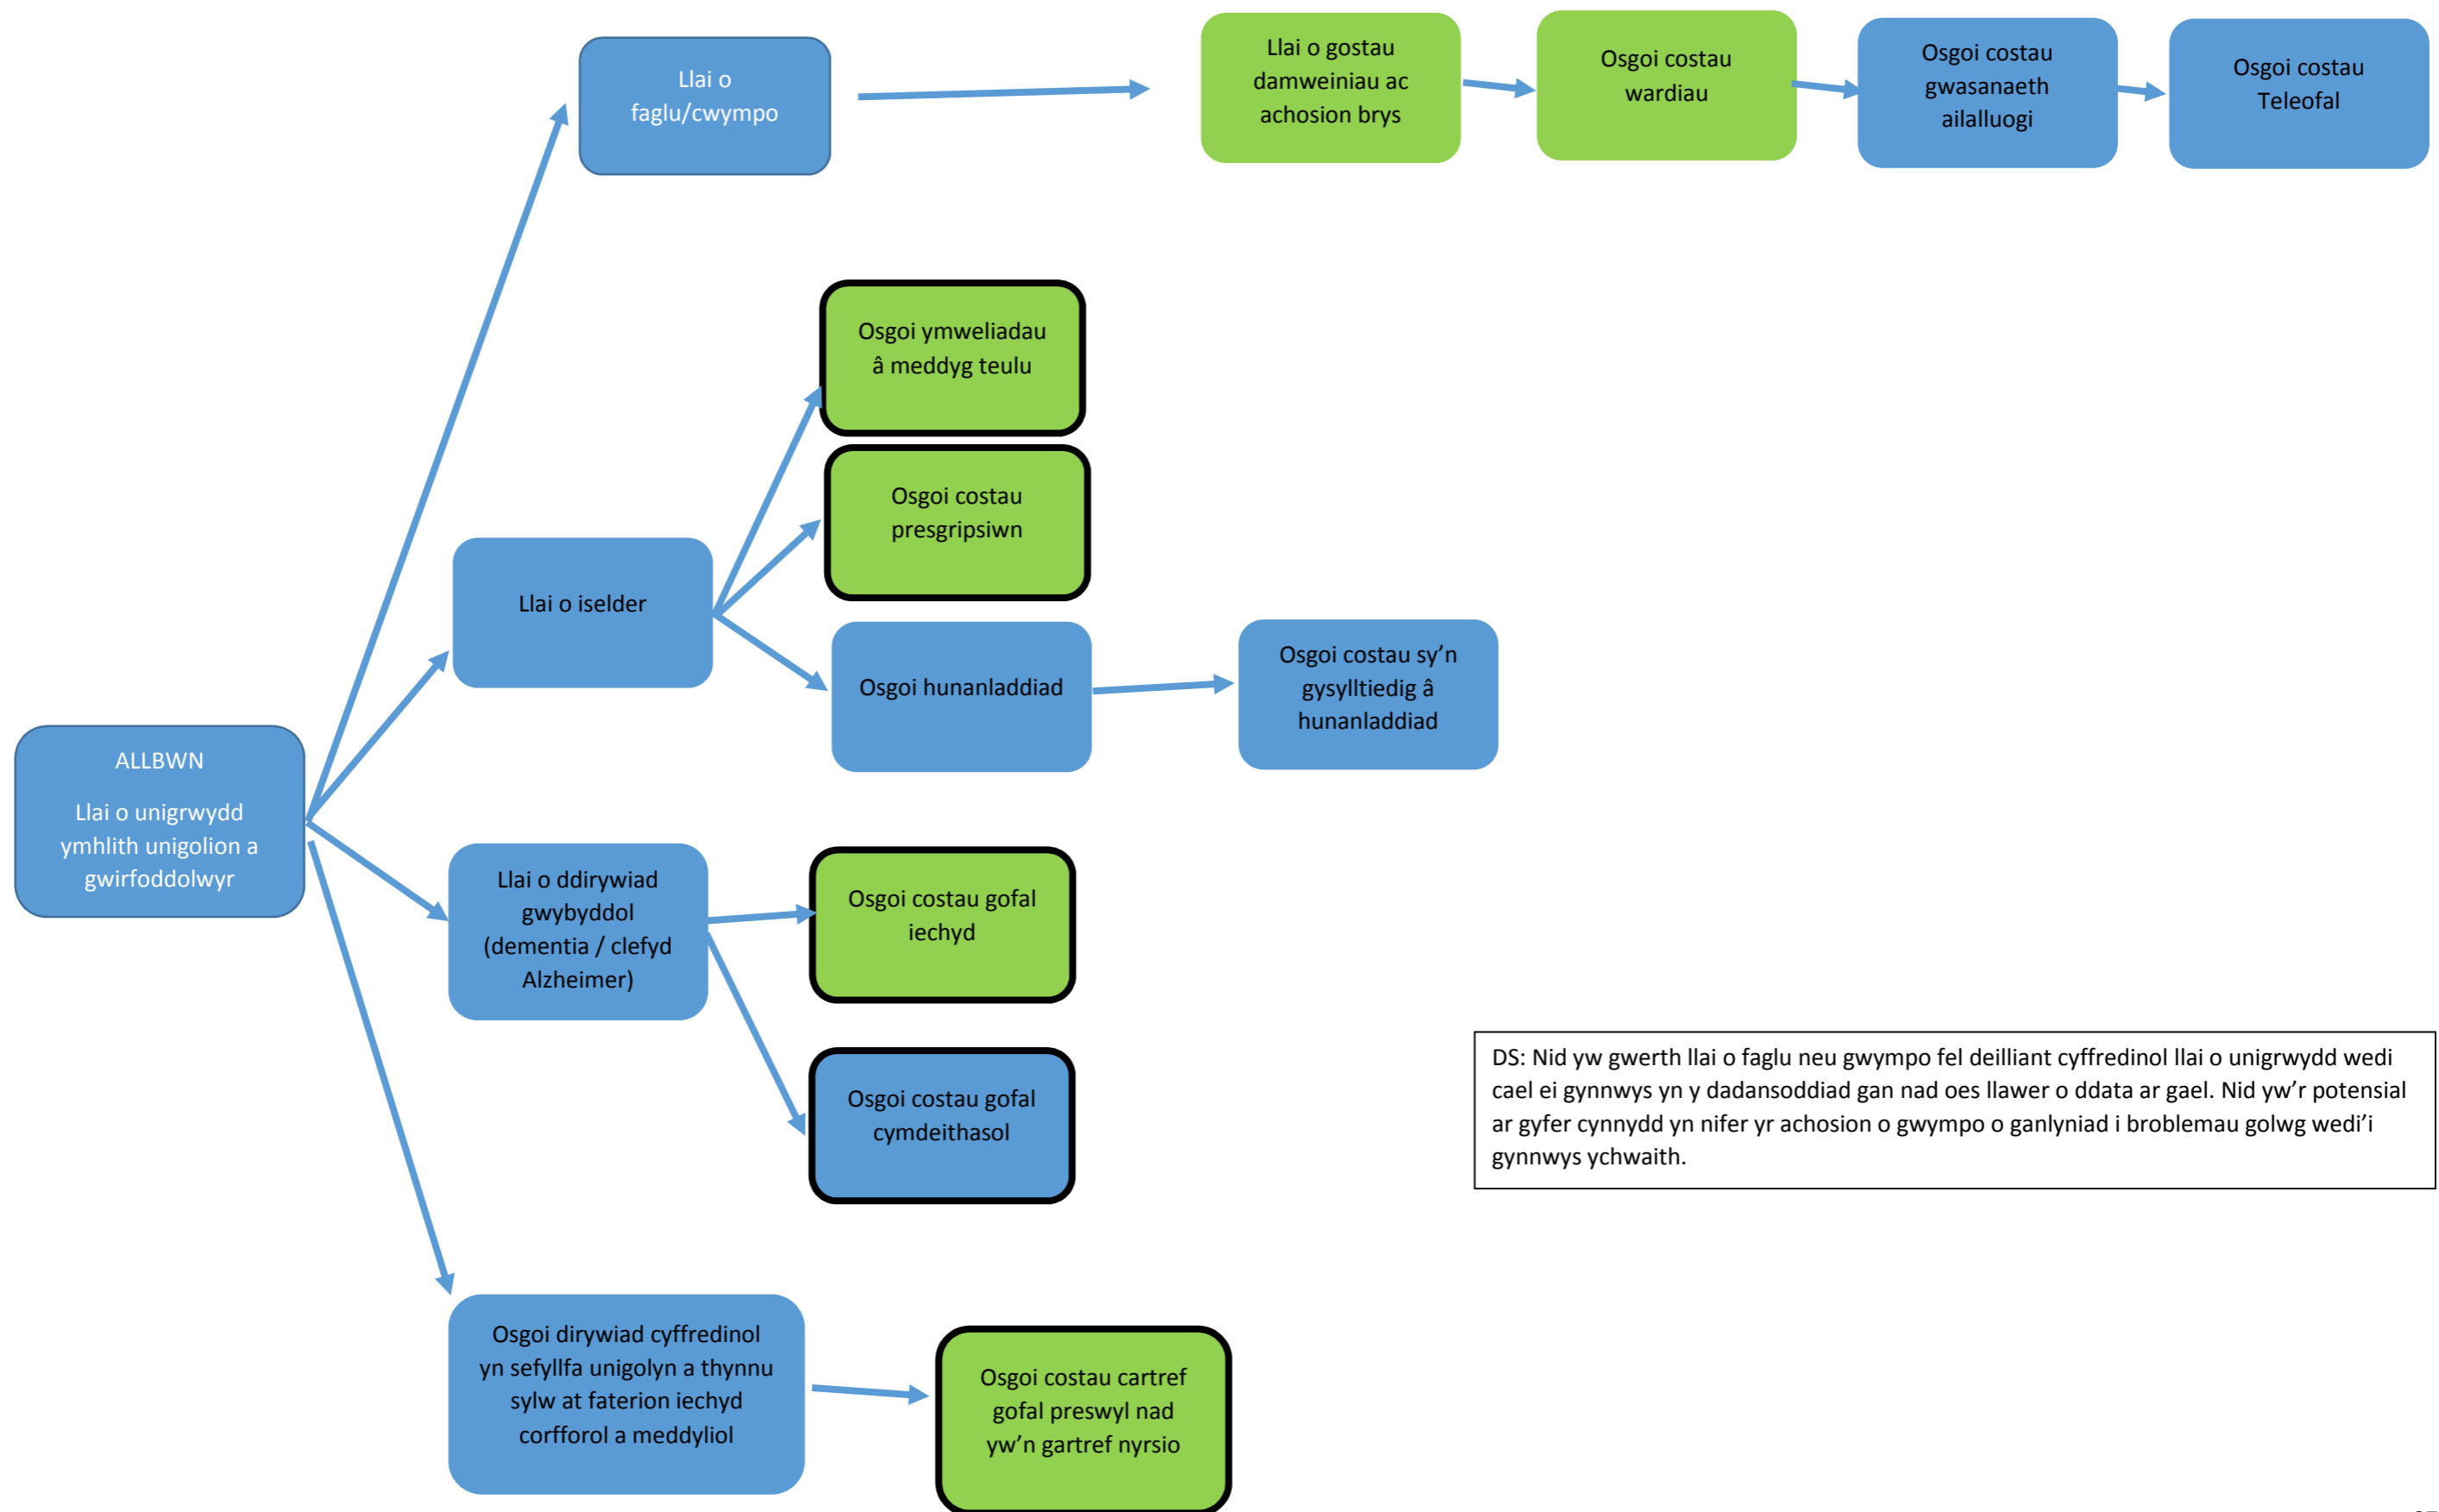 Llai o
faglu/cwympo
Llai o gostau
damweiniau ac
achosion brys
Osgoi costau
wardiau
Osgoi costau
gwasanaeth
ailalluogi
Osgoi costau
Teleofal
Osgoi ymweliadau
â meddyg teulu
Osgoi costau
presgripsiwn
Llai o iselder
Osgoi hunanladdiad
Osgoi costau sy’n
gysylltiedig â
hunanladdiad
ALLBWN
Llai o unigrwydd
ymhlith unigolion a
gwirfoddolwyr
Llai o ddirywiad
gwybyddol
(dementia / clefyd
Alzheimer)
Osgoi costau gofal
iechyd
Osgoi costau gofal
cymdeithasol
DS: Nid yw gwerth llai o faglu neu gwympo fel deilliant cyffredinol llai o unigrwydd wedi
cael ei gynnwys yn y dadansoddiad gan nad oes llawer o ddata ar gael. Nid yw’r potensial
ar gyfer cynnydd yn nifer yr achosion o gwympo o ganlyniad i broblemau golwg wedi’i
gynnwys ychwaith.
Osgoi dirywiad cyffredinol
yn sefyllfa unigolyn a thynnu
sylw at faterion iechyd
corfforol a meddyliol
Osgoi costau cartref
gofal preswyl nad
yw’n gartref nyrsio